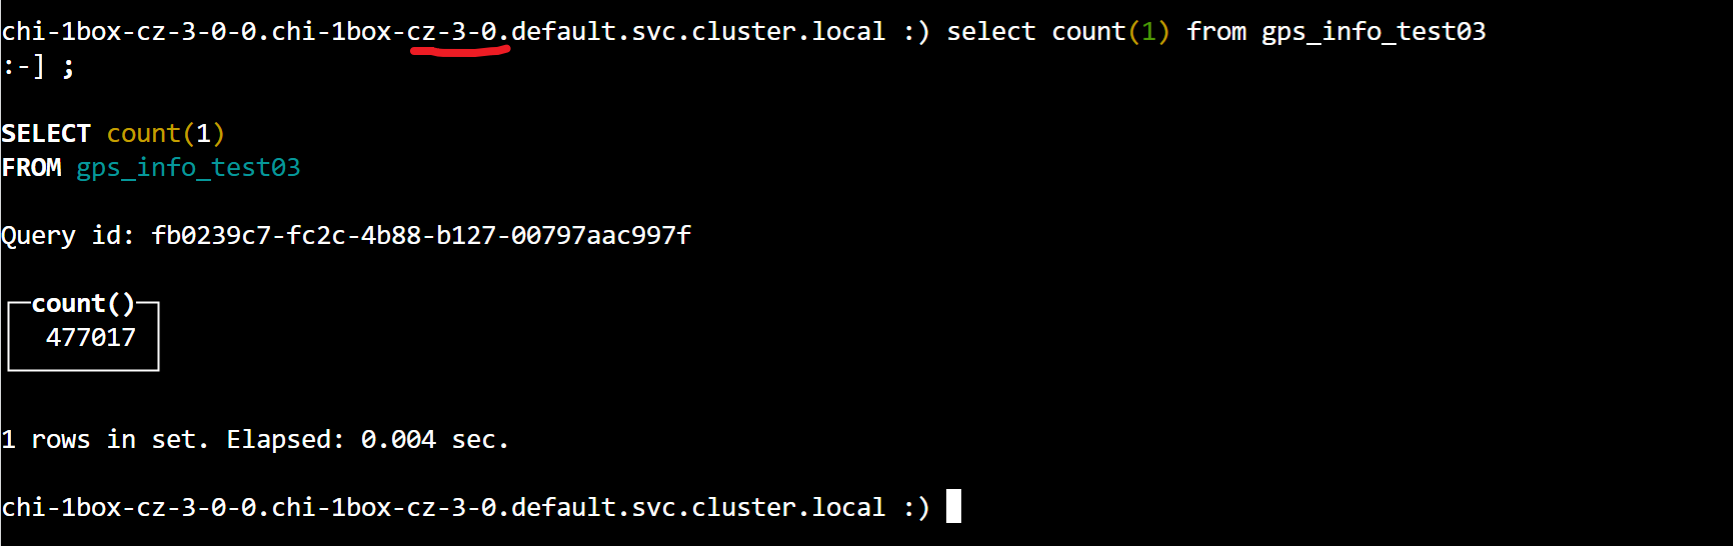 chi-1box-cz-3-0-0.chi-1box-cz-3-0.default.svc.cluster.local :) select count(1) from gps_info_test03
:-] ;
SELECT count(1)
FROM gps_info_test03
Query id: fb0239c7-fc2c-4b88-b127-00797aac997f
count()
477017
1 rows in set. Elapsed: 0.004 sec.
chi-1box-cz-3-0-0.chi-1box-cz-3-0.default.svc.cluster.local :)